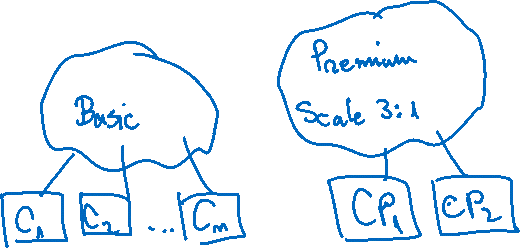 Basic
C1 C2 ... Cm
Premium
Scale 3:1
CP1 CP2